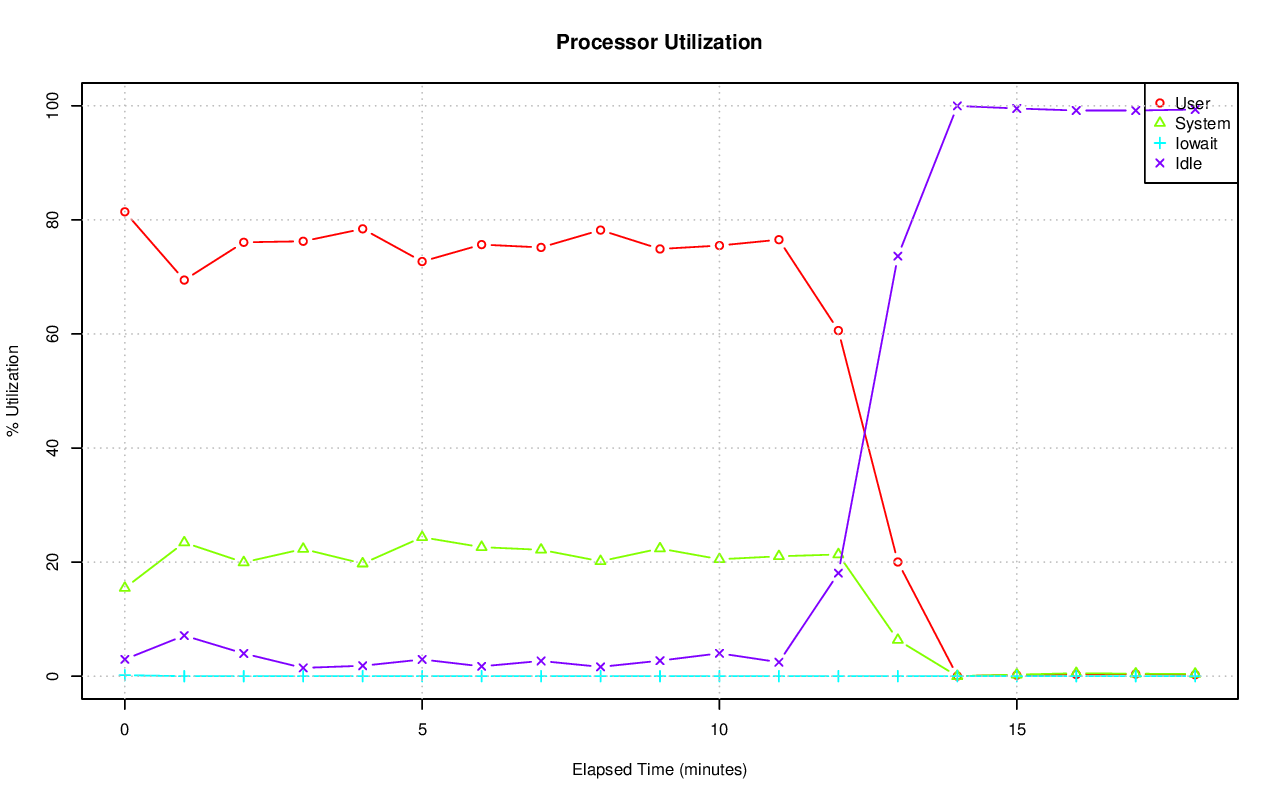 Processor Utilization
100
80
60
40
20
0
% Utilization
User
System
Iowait
Idle
0 5 10 15
Elapsed Time (minutes)